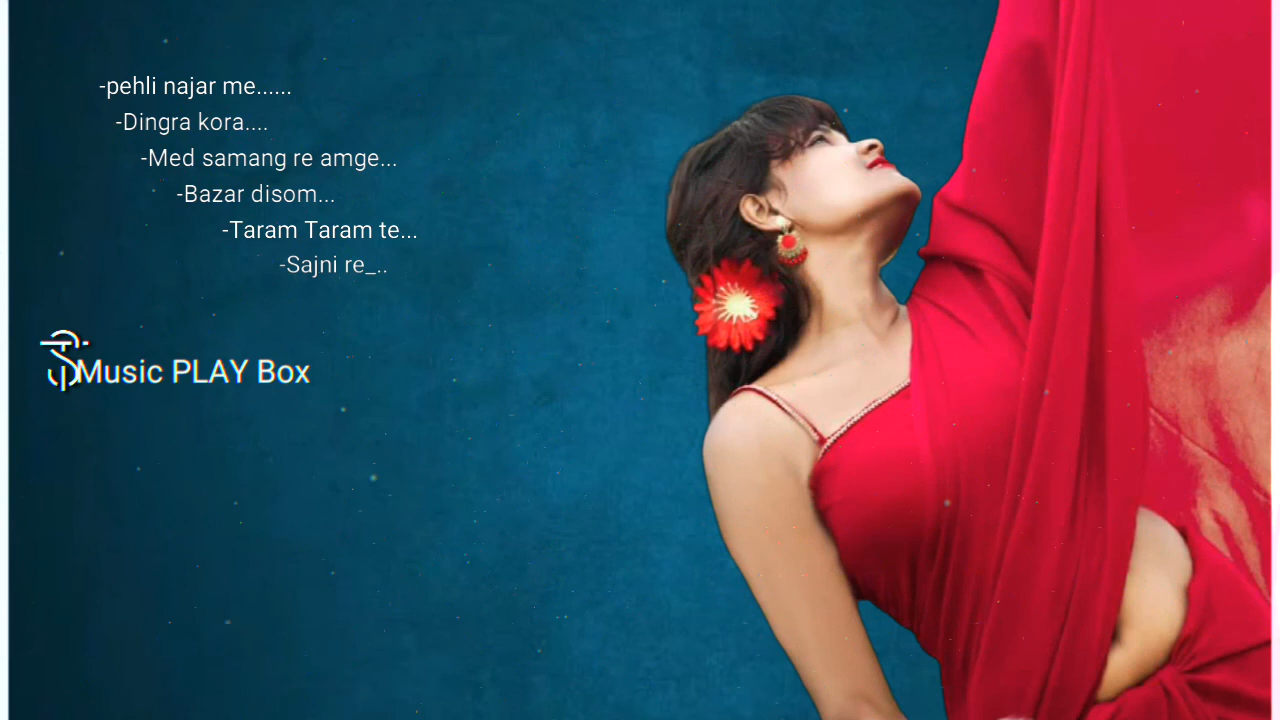 -pehli najar me......
-Dingra kora....
-Med samang re amge...
-Bazar disom...
-Taram Taram te...
-Sajni re_..
Music PLAY Box